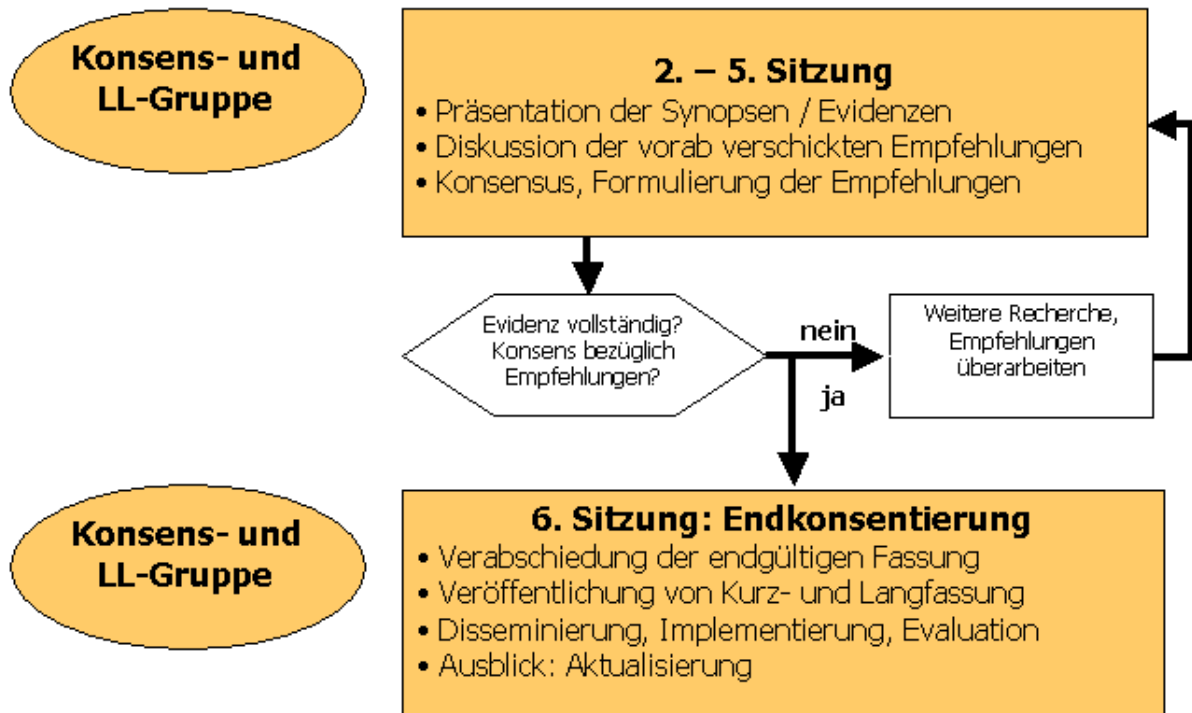 Konsens- und
LL-Gruppe
2. – 5. Sitzung
• Präsentation der Synopsen / Evidenzen
• Diskussion der vorab verschickten Empfehlungen
• Konsensus, Formulierung der Empfehlungen
Evidenz vollständig?
Konsens bezüglich
Empfehlungen?
nein
ja
Weitere Recherche,
Empfehlungen
überarbeiten
Konsens- und
LL-Gruppe
6. Sitzung: Endkonsentierung
• Verabschiedung der endgültigen Fassung
• Veröffentlichung von Kurz- und Langfassung
• Disseminierung, Implementierung, Evaluation
• Ausblick: Aktualisierung